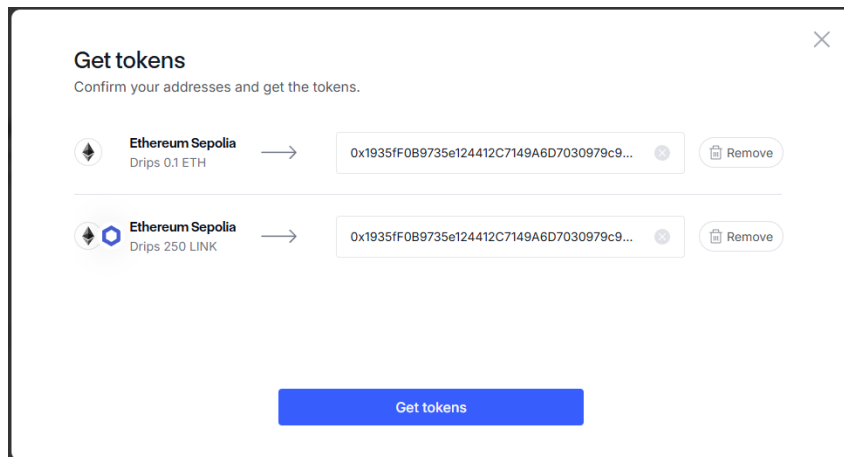 Get tokens
Confirm your addresses and get the tokens.
Ethereum Sepolia
Drips 0.1 ETH
0x1935fF0B9735e124412C7149A6D7030979c9...
Remove
Ethereum Sepolia
Drips 250 LINK
0x1935fF0B9735e124412C7149A6D7030979c9...
Remove
Get tokens